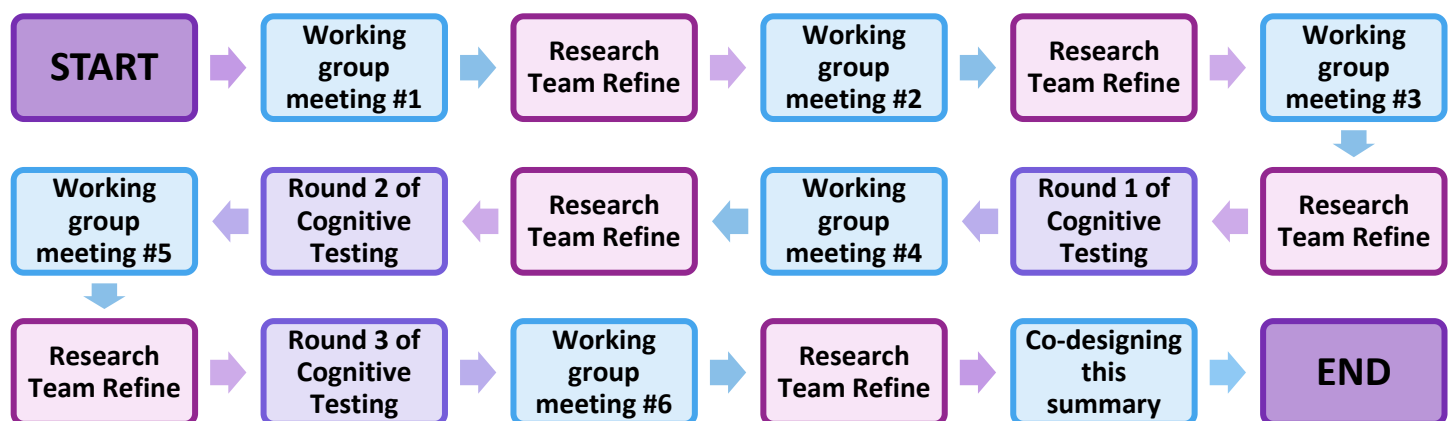 START
Working
group
meeting #1
Research
Team Refine
Working
group
meeting #2
Research
Team Refine
Working
group
meeting #3
Research
Team Refine
Round 1 of
Cognitive
Testing
Working
group
meeting #4
Research
Team Refine
Round 2 of
Cognitive
Testing
Working
group
meeting #5
Research
Team Refine
Round 3 of
Cognitive
Testing
Working
group
meeting #6
Research
Team Refine
Co-designing
this
summary
END